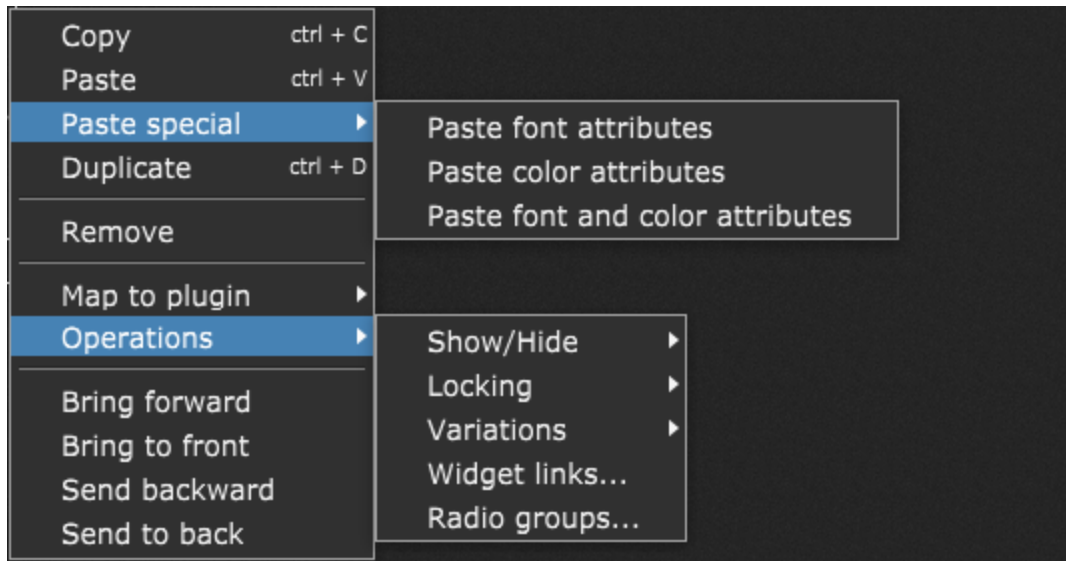 Copy ctrl + C
Paste ctrl + V
Paste special
Duplicate ctrl + D
Remove
Map to plugin
Operations
Bring forward
Bring to front
Send backward
Send to back
Paste font attributes
Paste color attributes
Paste font and color attributes
Show/Hide
Locking
Variations
Widget links...
Radio groups...